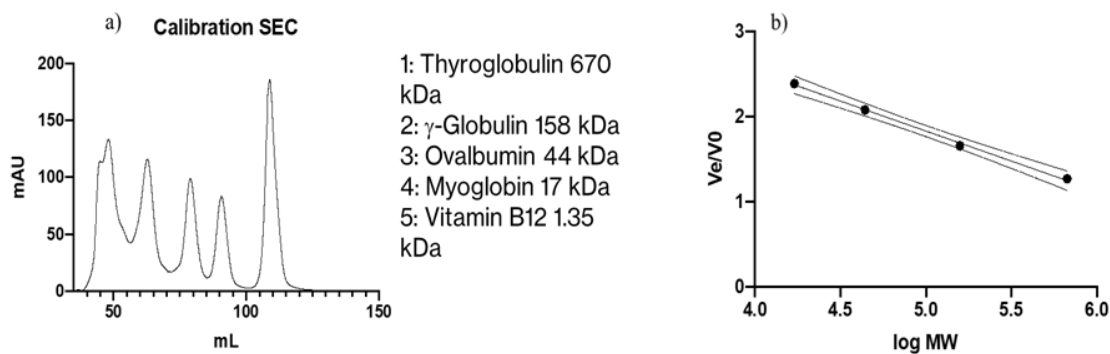 a)
Calibration SEC
mAU
200
150
100
50
0
50
100
150
mL
1: Thyroglobulin 670
kDa
2: γ-Globulin 158 kDa
3: Ovalbumin 44 kDa
4: Myoglobin 17 kDa
5: Vitamin B12 1.35
kDa
b)
Ve/V0
3
2
1
0
4.0
4.5
5.0
5.5
6.0
log MW